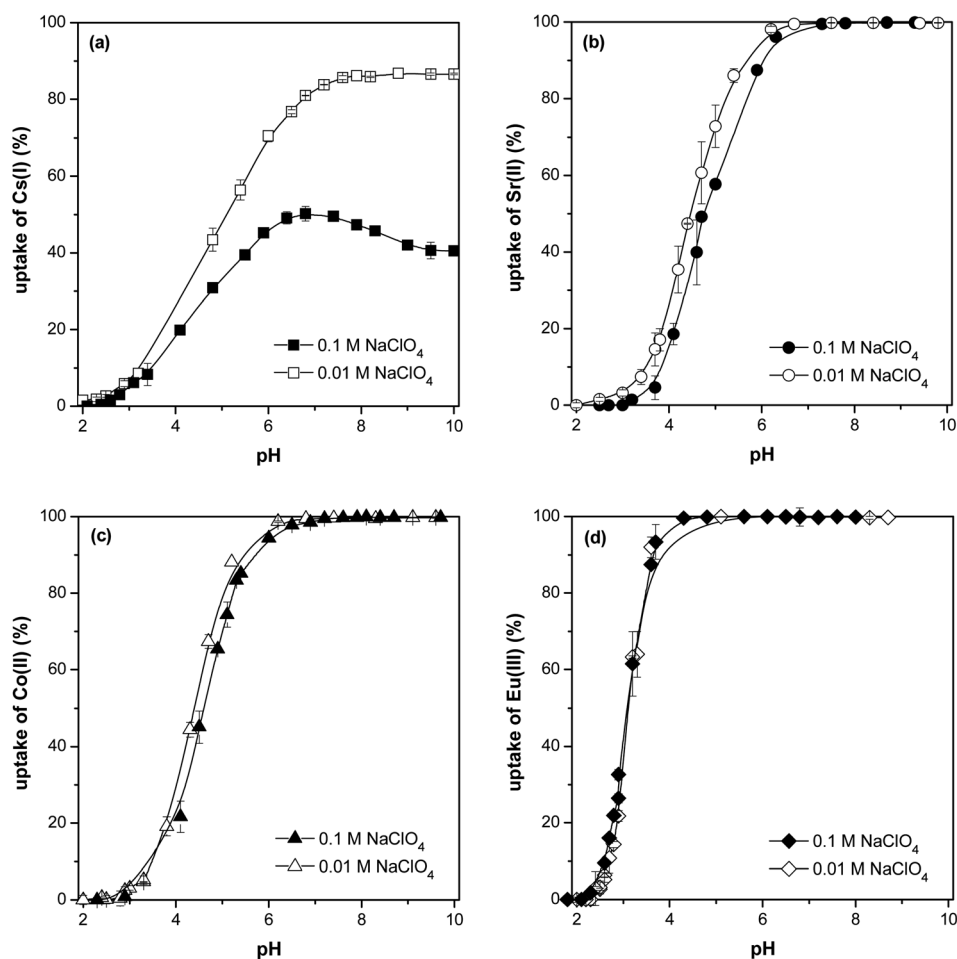 (a)
uptake of Cs(I) (%)
100
80
60
40
20
0
0.1 M NaClO4
0.01 M NaClO4
2 4 6 8 10
pH
(b)
uptake of Sr(II) (%)
100
80
60
40
20
0
0.1 M NaClO4
0.01 M NaClO4
2 4 6 8 10
pH
(c)
uptake of Co(II) (%)
100
80
60
40
20
0
0.1 M NaClO4
0.01 M NaClO4
2 4 6 8 10
pH
(d)
uptake of Eu(III) (%)
100
80
60
40
20
0
0.1 M NaClO4
0.01 M NaClO4
2 4 6 8 10
pH